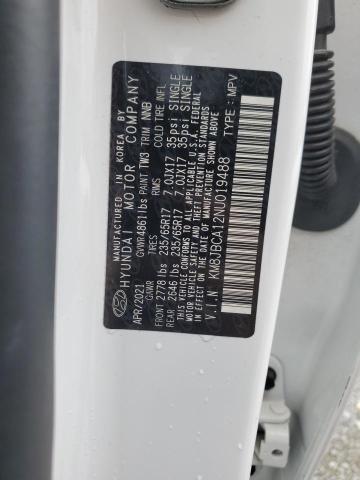 MANUFACTURED IN KOREA BY
HYUNDAI MOTOR COMPANY
APR/2021 GVWR 4861 lbs PAINT TW3 TRIM NNB
GAWR TIRES RIMS COLD TIRE INFL
FRONT 2778 lbs 235/65R17 7.0JX17 35psi SINGLE
REAR 2646 lbs 235/65R17 7.0JX17 35psi SINGLE
THIS VEHICLE CONFORMS TO ALL APPLICABLE U.S.A. FEDERAL
MOTOR VEHICLE SAFETY, BUMPER, AND THEFT PREVENTION STANDARDS
IN EFFECT ON THE DATE OF MANUFACTURE SHOWN ABOVE
V.I.N KM8JBCA12NU019488 TYPE: MPV